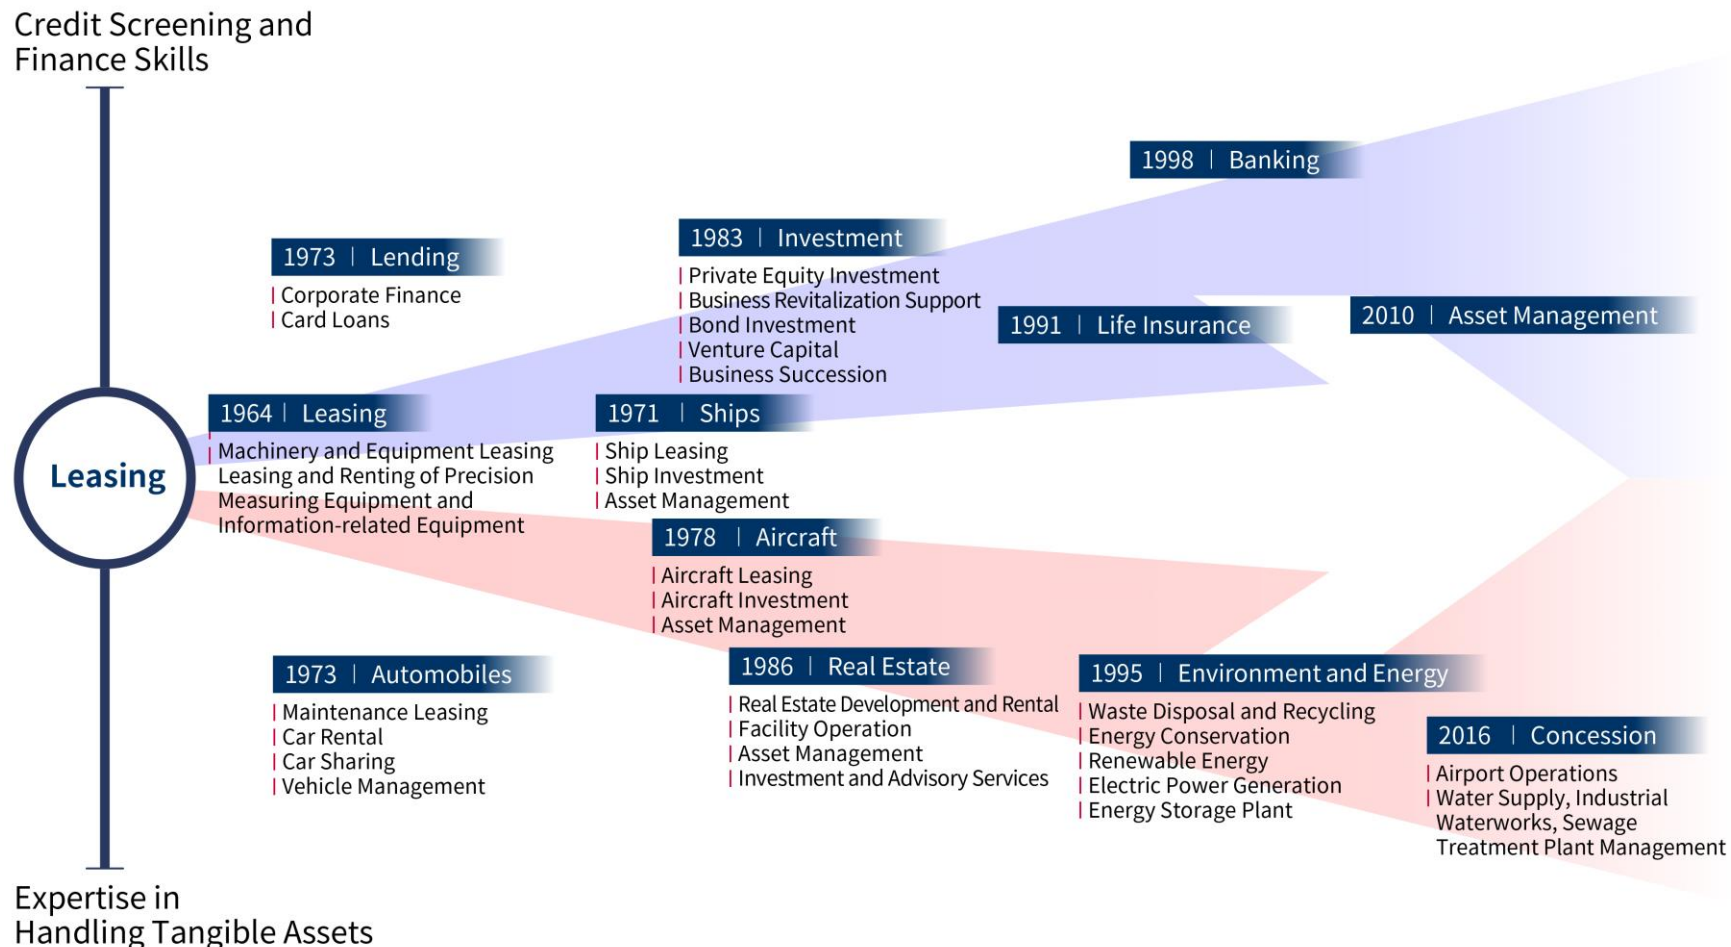 Credit Screening and
Finance Skills
1998 | Banking
1983 | Investment
Private Equity Investment
Business Revitalization Support
Bond Investment
Venture Capital
Business Succession
1973 | Lending
Corporate Finance
Card Loans
1991 | Life Insurance
2010 | Asset Management
Leasing
1964 | Leasing
Machinery and Equipment Leasing
Leasing and Renting of Precision
Measuring Equipment and
Information-related Equipment
1971 | Ships
Ship Leasing
Ship Investment
Asset Management
1978 | Aircraft
Aircraft Leasing
Aircraft Investment
Asset Management
1973 | Automobiles
Maintenance Leasing
Car Rental
Car Sharing
Vehicle Management
1986 | Real Estate
Real Estate Development and Rental
Facility Operation
Asset Management
Investment and Advisory Services
1995 | Environment and Energy
Waste Disposal and Recycling
Energy Conservation
Renewable Energy
Electric Power Generation
Energy Storage Plant
2016 | Concession
Airport Operations
Water Supply, Industrial
Waterworks, Sewage
Treatment Plant Management
Expertise in
Handling Tangible Assets